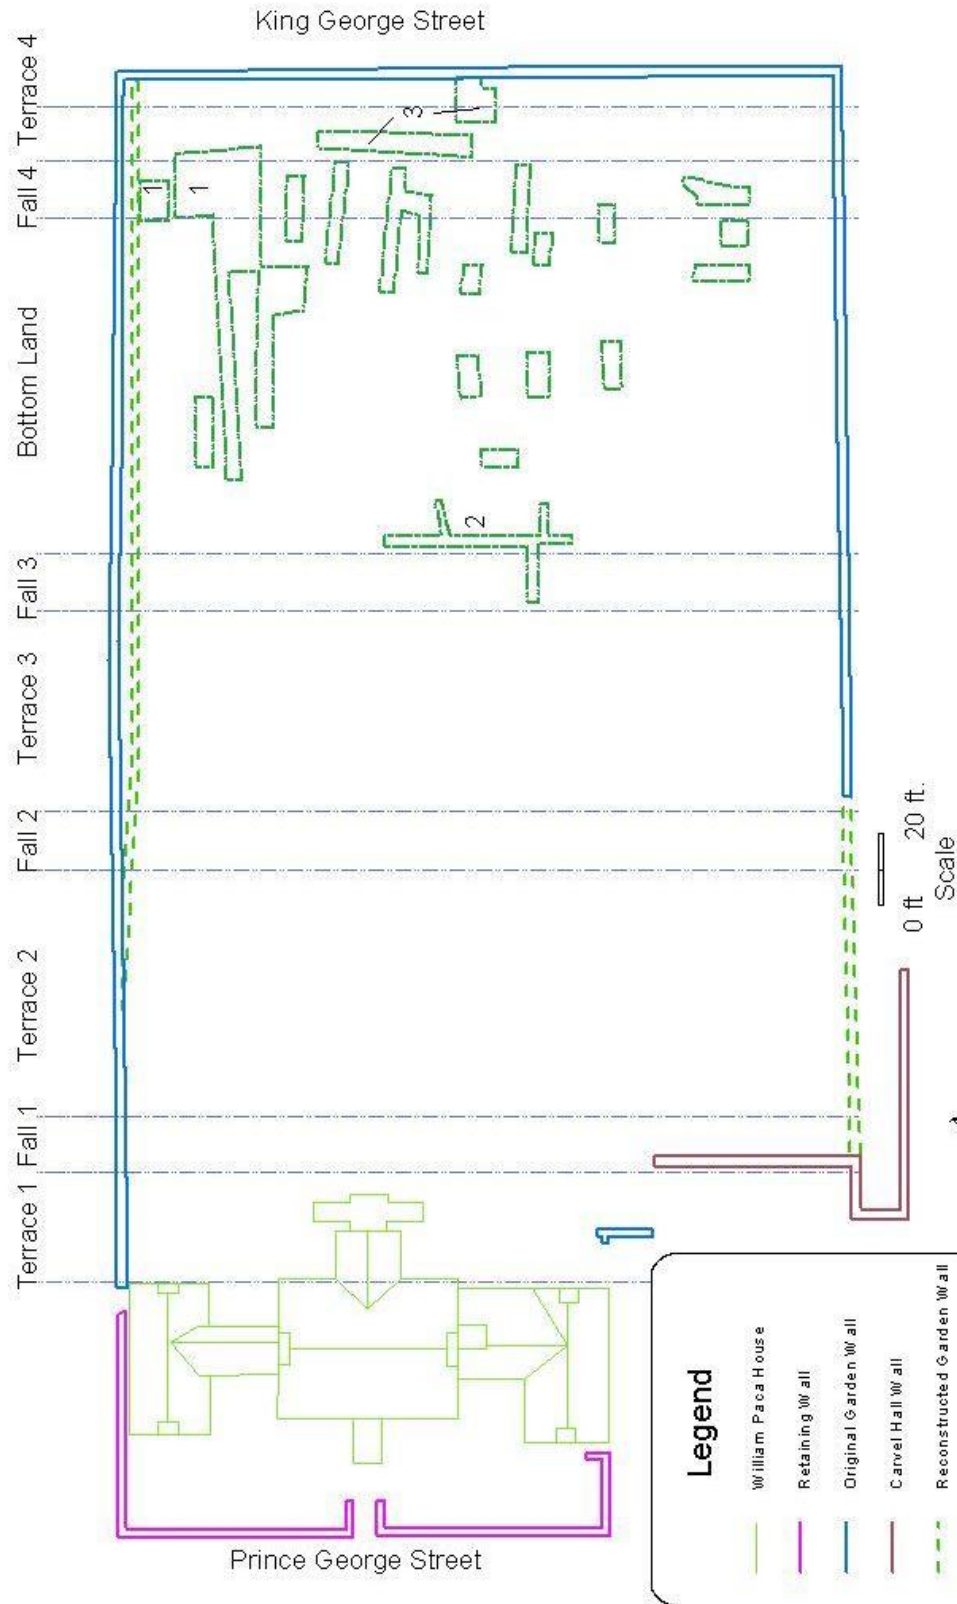 King George Street
Terrace 4
Fall 4
Bottom Land
Fall 3
Terrace 3
Fall 2
Terrace 2
Fall 1
Terrace 1
1
1
3
2
0 ft 20 ft.
Scale
Prince George Street
Legend
William Paca House
Retaining Wall
Original Garden Wall
Carvel Hall Wall
Reconstructed Garden Wall